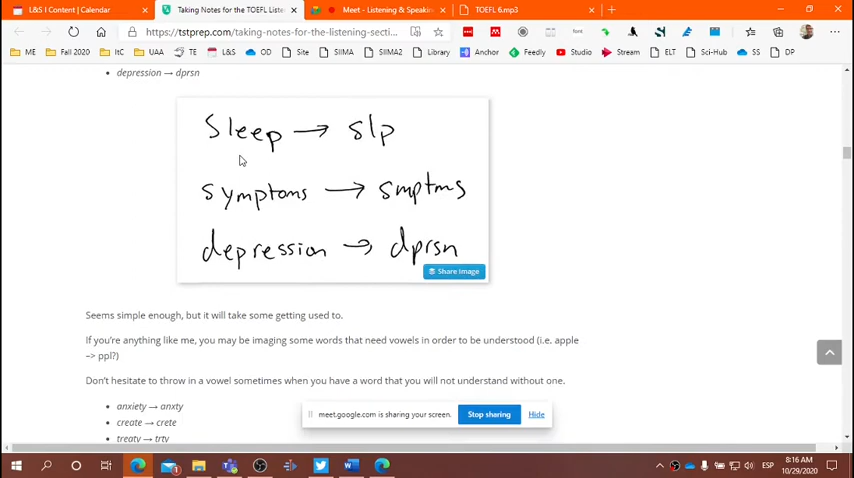 L&S I Content | Calendar
Taking Notes for the TOEFL Liste
Meet - Listening & Speaking
TOEFL 6.mp3
https://tstprep.com/taking-notes-for-the-listening-secti...
ME
Fall 2020
ItC
UAA
TE
L&S
OD
Site
SIIMA
SIIMA2
Library
Anchor
Feedly
Studio
Stream
ELT
Sci-Hub
SS
DP
depression → dprsn
Sleep → slp
symptoms → smptms
depression → dprsn
Share Image
Seems simple enough, but it will take some getting used to.
If you're anything like me, you may be imaging some words that need vowels in order to be understood (i.e. apple
–> ppl?)
Don't hesitate to throw in a vowel sometimes when you have a word that you will not understand without one.
anxiety → anxty
create → crete
treaty → trty
meet.google.com is sharing your screen.
Stop sharing
Hide
ESP
8:16 AM
10/29/2020